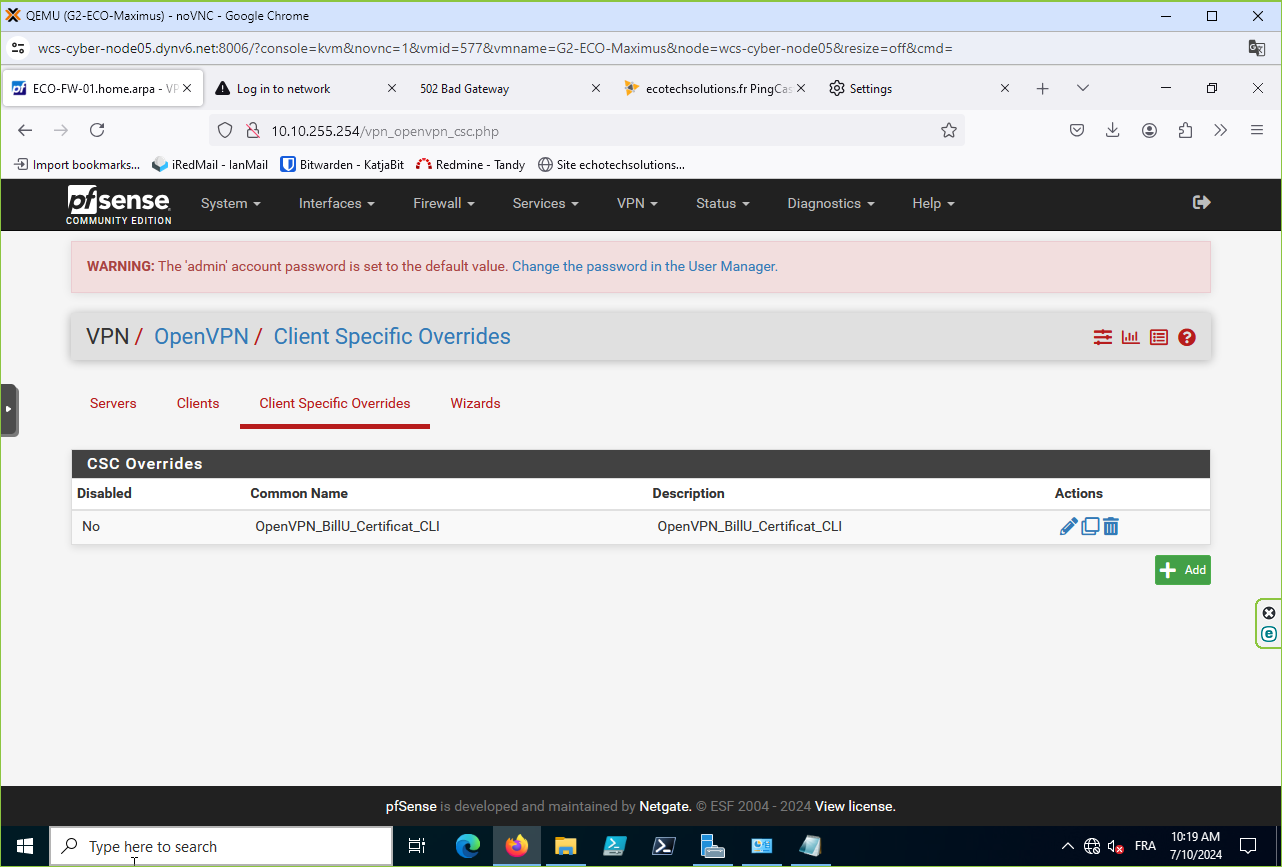 QEMU (G2-ECO-Maximus) - noVNC - Google Chrome
wcs-cyber-node05.dynv6.net:8006/?console=kvm&novnc=1&vmid=577&vmname=G2-ECO-Maximus&node=wcs-cyber-node05&resize=off&cmd=
ECO-FW-01.home.arpa - VP
Log in to network
502 Bad Gateway
ecotechsolutions.fr PingCas
Settings
10.10.255.254/vpn_openvpn_csc.php
Import bookmarks...
iRedMail - IanMail
Bitwarden - KatjaBit
Redmine - Tandy
Site echotechsolutions...
pfsense
COMMUNITY EDITION
System
Interfaces
Firewall
Services
VPN
Status
Diagnostics
Help
WARNING: The 'admin' account password is set to the default value. Change the password in the User Manager.
VPN / OpenVPN / Client Specific Overrides
Servers
Clients
Client Specific Overrides
Wizards
CSC Overrides
Disabled Common Name Description Actions
No OpenVPN_BillU_Certificat_CLI OpenVPN_BillU_Certificat_CLI
Add
pfSense is developed and maintained by Netgate. © ESF 2004 - 2024 View license.
Type here to search
FRA
10:19 AM
7/10/2024